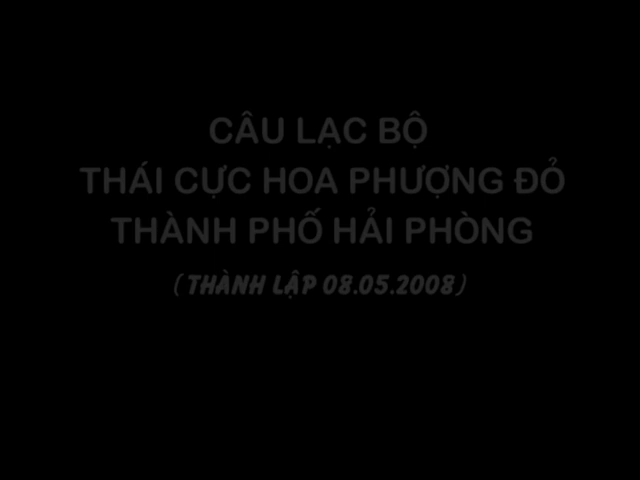 CÂU LẠC BỘ
THÁI CỰC HOA PHƯỢNG ĐỎ
THÀNH PHỐ HẢI PHÒNG
(THÀNH LẬP 08.05.2008)